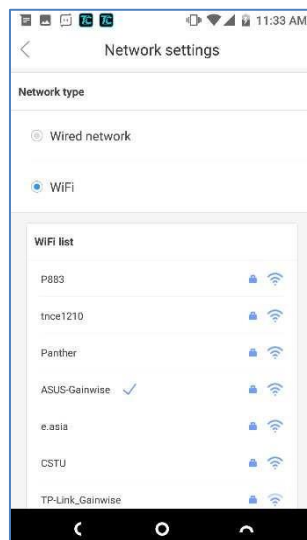 11:33 AM
Network settings
Network type
Wired network
WiFi
WiFi list
P883
tnce1210
Panther
ASUS-Gainwise
e.asia
CSTU
TP-Link_Gainwise